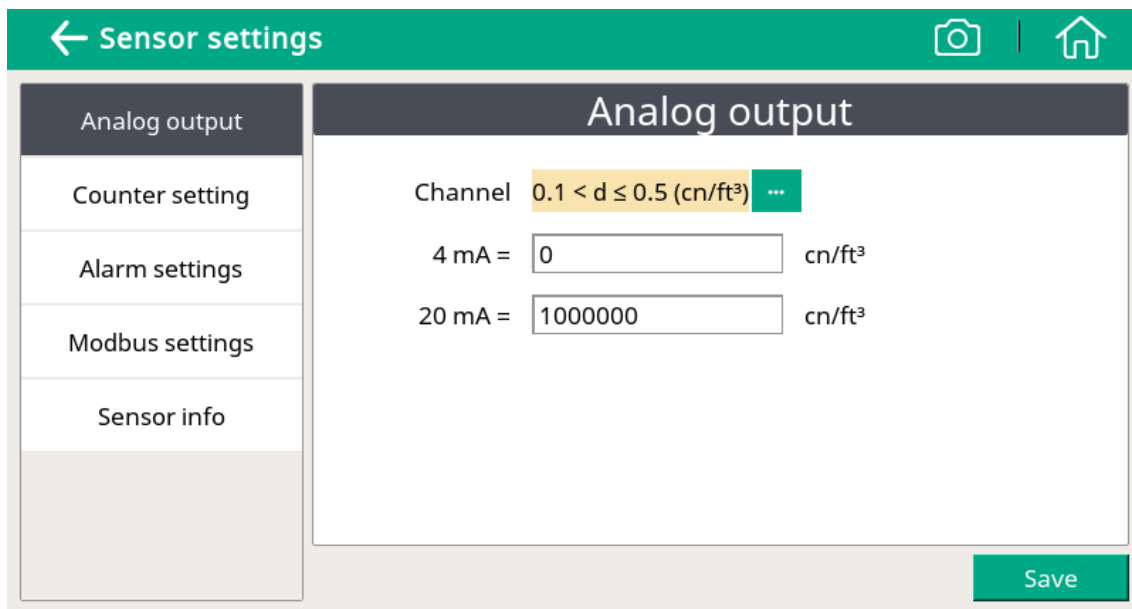 Sensor settings
Analog output
Counter setting
Alarm settings
Modbus settings
Sensor info
Analog output
Channel 0.1 < d ≤ 0.5 (cn/ft³) ...
4 mA = 0 cn/ft³
20 mA = 1000000 cn/ft³
Save